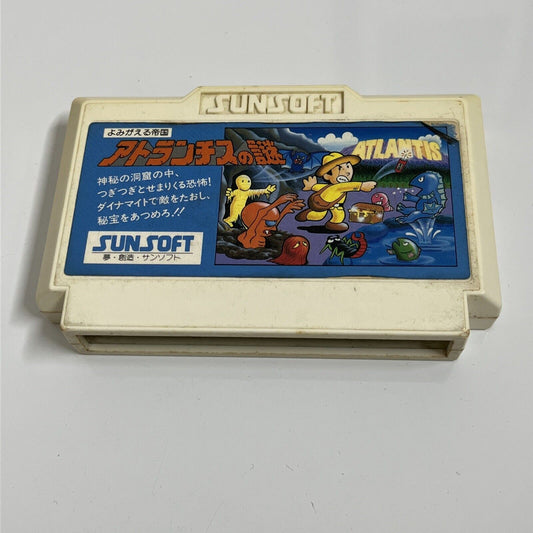 SUNSOFT
よみがえる帝国
アトランチスの謎
ATLANTIS
神秘の洞窟の中、
つぎつぎとせまりくる恐怖!
ダイナマイトで敵をたおし、
秘宝をあつめろ!!
SUNSOFT
夢・創造・サンソフト